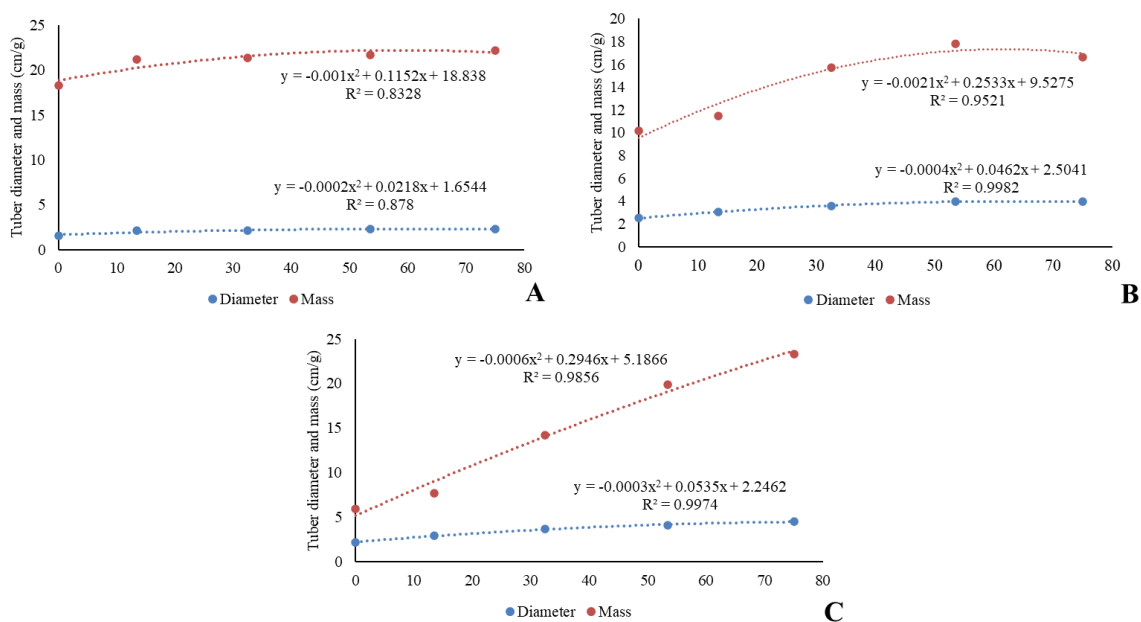 Tuber diameter and mass (cm/g)
25
20
15
10
5
0
y = -0.001x² + 0.1152x + 18.838
R² = 0.8328
y = -0.0002x² + 0.0218x + 1.6544
R² = 0.878
0 10 20 30 40 50 60 70 80
Diameter Mass
A
Tuber diameter and mass (cm/g)
20
18
16
14
12
10
8
6
4
2
0
y = -0.0021x² + 0.2533x + 9.5275
R² = 0.9521
y = -0.0004x² + 0.0462x + 2.5041
R² = 0.9982
0 10 20 30 40 50 60 70 80
Diameter Mass
B
Tuber diameter and mass (cm/g)
25
20
15
10
5
0
y = -0.0006x² + 0.2946x + 5.1866
R² = 0.9856
y = -0.0003x² + 0.0535x + 2.2462
R² = 0.9974
0 10 20 30 40 50 60 70 80
Diameter Mass
C